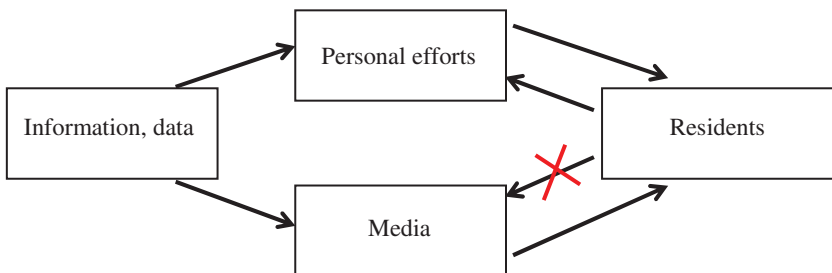 Personal efforts
Information, data
Residents
Media